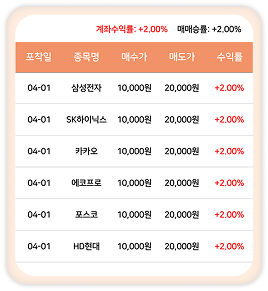 계좌수익률: +2.00% 매매승률: +2.00%
포착일 종목명 매수가 매도가 수익률
04-01 삼성전자 10,000원 20,000원 +2.00%
04-01 SK하이닉스 10,000원 20,000원 +2.00%
04-01 카카오 10,000원 20,000원 +2.00%
04-01 에코프로 10,000원 20,000원 +2.00%
04-01 포스코 10,000원 20,000원 +2.00%
04-01 HD현대 10,000원 20,000원 +2.00%